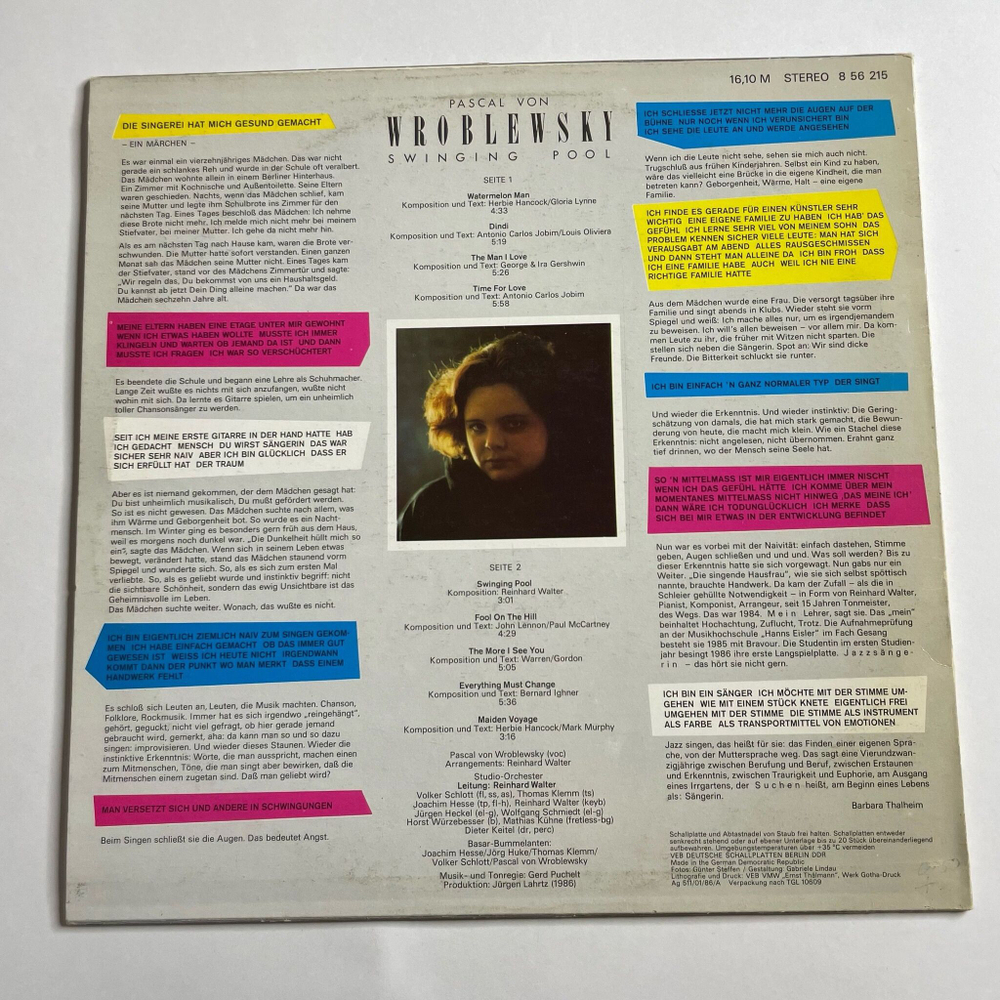 16,10 M STEREO 8 56 215
PASCAL VON
WROBLEWSKY
SWINGING POOL
DIE SINGEREI HAT MICH GESUND GEMACHT
– EIN MÄRCHEN –
Es war einmal ein vierzehnjähriges Mädchen. Das war nicht
gerade ein schlankes Reh und wurde in der Schule oft veralbert.
Das Mädchen wohnte allein in einem Berliner Hinterhaus.
Ein Zimmer mit Kochnische und Außentoilette. Seine Eltern
waren geschieden. Nachts, wenn das Mädchen schlief, kam
seine Mutter und legte ihm Schulbrote ins Zimmer für den
nächsten Tag. Eines Tages beschloß das Mädchen: Ich nehme
diese Brote nicht mehr. Ich melde mich nicht mehr bei meinem
Stiefvater, bei meiner Mutter. Ich gehe da nicht mehr hin.
Als es am nächsten Tag nach Hause kam, waren die Brote ver-
schwunden. Die Mutter hatte sofort verstanden. Einen ganzen
Monat sah das Mädchen seine Mutter nicht. Eines Tages kam
der Stiefvater, stand vor des Mädchens Zimmertür und sagte:
„Wir regeln das, Du bekommst von uns ein Haushaltsgeld.
Du kannst ab jetzt Dein Ding alleine machen.“ Da war das
Mädchen sechzehn Jahre alt.
MEINE ELTERN HABEN EINE ETAGE UNTER MIR GEWOHNT
WENN ICH ETWAS HABEN WOLLTE MUSSTE ICH IMMER
KLINGELN UND WARTEN OB JEMAND DA IST UND DANN
MUSSTE ICH FRAGEN ICH WAR SO VERSCHÜCHTERT
Es beendete die Schule und begann eine Lehre als Schuhmacher.
Lange Zeit wußte es nichts mit sich anzufangen, wußte nicht
wohin mit sich. Da lernte es Gitarre spielen, um ein unheimlich
toller Chansonsänger zu werden.
SEIT ICH MEINE ERSTE GITARRE IN DER HAND HATTE HAB
ICH GEDACHT MENSCH DU WIRST SÄNGERIN DAS WAR
SICHER SEHR NAIV ABER ICH BIN GLÜCKLICH DASS ER
SICH ERFÜLLT HAT DER TRAUM
Aber es ist niemand gekommen, der dem Mädchen gesagt hat:
Du bist unheimlich musikalisch, Du mußt gefördert werden.
So ist es nicht gewesen. Das Mädchen suchte nach allem, was
ihm Wärme und Geborgenheit bot. So wurde es ein Nacht-
mensch. Im Winter ging es besonders gern früh aus dem Haus,
weil es morgens noch dunkel war. „Die Dunkelheit hüllt mich so
ein“, sagte das Mädchen. Wenn sich in seinem Leben etwas
bewegt, verändert hatte, stand das Mädchen staunend vorm
Spiegel und wunderte sich. So, als es sich zum ersten Mal
verliebte. So, als es geliebt wurde und instinktiv begriff: nicht
die sichtbare Schönheit, sondern das ewig Unsichtbare ist das
Geheimnisvolle im Leben.
Das Mädchen suchte weiter. Wonach, das wußte es nicht.
ICH BIN EIGENTLICH ZIEMLICH NAIV ZUM SINGEN GEKOM-
MEN ICH HABE EINFACH GEMACHT OB DAS IMMER GUT
GEWESEN IST WEISS ICH HEUTE NICHT IRGENDWANN
KOMMT DANN DER PUNKT WO MAN MERKT DASS EINEM
HANDWERK FEHLT
Es schloß sich Leuten an, Leuten, die Musik machten. Chanson,
Folklore, Rockmusik. Immer hat es sich irgendwo „reingehängt“,
gehört, geguckt, nicht viel gefragt, ob hier gerade jemand
gebraucht wird, gemerkt, aha: da kann man so und so dazu
singen: improvisieren. Und wieder dieses Staunen. Wieder die
instinktive Erkenntnis: Worte, die man ausspricht, machen einen
zum Mitmenschen, Töne, die man singt aber bewirken, daß die
Mitmenschen einem zugetan sind. Daß man geliebt wird?
MAN VERSETZT SICH UND ANDERE IN SCHWINGUNGEN
Beim Singen schließt sie die Augen. Das bedeutet Angst.
SEITE 1
Watermelon Man
Komposition und Text: Herbie Hancock/Gloria Lynne
4:33
Dindi
Komposition und Text: Antonio Carlos Jobim/Louis Oliviera
5:19
The Man I Love
Komposition und Text: George & Ira Gershwin
5:26
Time For Love
Komposition und Text: Antonio Carlos Jobim
5:58
SEITE 2
Swinging Pool
Komposition: Reinhard Walter
3:01
Fool On The Hill
Komposition und Text: John Lennon/Paul McCartney
4:29
The More I See You
Komposition und Text: Warren/Gordon
5:05
Everything Must Change
Komposition und Text: Bernard Ighner
5:36
Maiden Voyage
Komposition und Text: Herbie Hancock/Mark Murphy
3:16
Pascal von Wroblewsky (voc)
Arrangements: Reinhard Walter
Studio-Orchester
Leitung: Reinhard Walter
Volker Schlott (fl, ss, as), Thomas Klemm (ts)
Joachim Hesse (tp, fl-h), Reinhard Walter (keyb)
Jürgen Heckel (el-g), Wolfgang Schmiedt (el-g)
Horst Würzebesser (b), Mathias Kühne (fretless-bg)
Dieter Keitel (dr, perc)
Basar-Bummelanten:
Joachim Hesse/Jörg Huke/Thomas Klemm/
Volker Schlott/Pascal von Wroblewsky
Musik- und Tonregie: Gerd Puchelt
Produktion: Jürgen Lahrtz (1986)
ICH SCHLIESSE JETZT NICHT MEHR DIE AUGEN AUF DER
BÜHNE NUR NOCH WENN ICH VERUNSICHERT BIN
ICH SEHE DIE LEUTE AN UND WERDE ANGESEHEN
Wenn ich die Leute nicht sehe, sehen sie mich auch nicht.
Trugschluß aus frühen Kinderjahren. Selbst ein Kind zu haben,
wäre das vielleicht eine Brücke in die eigene Kindheit, die man
betreten kann? Geborgenheit, Wärme, Halt – eine eigene
Familie.
ICH FINDE ES GERADE FÜR EINEN KÜNSTLER SEHR
WICHTIG EINE EIGENE FAMILIE ZU HABEN ICH HAB' DAS
GEFÜHL ICH LERNE SEHR VIEL VON MEINEM SOHN DAS
PROBLEM KENNEN SICHER VIELE LEUTE: MAN HAT SICH
VERAUSGABT AM ABEND ALLES RAUSGESCHMISSEN
UND DANN STEHT MAN ALLEINE DA ICH BIN FROH DASS
ICH EINE FAMILIE HABE AUCH WEIL ICH NIE EINE
RICHTIGE FAMILIE HATTE
Aus dem Mädchen wurde eine Frau. Die versorgt tagsüber ihre
Familie und singt abends in Klubs. Wieder steht sie vorm
Spiegel und weiß: Ich mache alles nur, um es irgendjemandem
zu beweisen. Ich will's allen beweisen – vor allem mir. Da kom-
men Leute zu ihr, die früher mit Witzen nicht sparten. Die
stellen sich neben die Sängerin. Spot an: Wir sind dicke
Freunde. Die Bitterkeit schluckt sie runter.
ICH BIN EINFACH 'N GANZ NORMALER TYP DER SINGT
Und wieder die Erkenntnis. Und wieder instinktiv: Die Gering-
schätzung von damals, die hat mich stark gemacht, die Bewun-
derung von heute, die macht mich klein. Wie ein Stachel diese
Erkenntnis: nicht angelesen, nicht übernommen. Erahnt ganz
tief drinnen, wo der Mensch seine Seele hat.
SO 'N MITTELMASS IST MIR EIGENTLICH IMMER NISCHT
WENN ICH DAS GEFÜHL HÄTTE ICH KOMME ÜBER MEIN
MOMENTANES MITTELMASS NICHT HINWEG ‚DAS MEINE ICH'
DANN WÄRE ICH TODUNGLÜCKLICH ICH MERKE DASS
SICH BEI MIR ETWAS IN DER ENTWICKLUNG BEFINDET
Nun war es vorbei mit der Naivität: einfach dastehen, Stimme
geben, Augen schließen und und und. Was soll werden? Bis zu
dieser Erkenntnis hatte sie sich vorgewagt. Nun gabs nur ein
Weiter. „Die singende Hausfrau“, wie sie sich selbst spöttisch
nannte, brauchte Handwerk. Da kam der Zufall – als die in
Schleier gehüllte Notwendigkeit – in Form von Reinhard Walter,
Pianist, Komponist, Arrangeur, seit 15 Jahren Tonmeister,
des Wegs. Das war 1984. Mein Lehrer, sagt sie. Das „mein“
beinhaltet Hochachtung, Zuflucht, Trotz. Die Aufnahmeprüfung
an der Musikhochschule „Hanns Eisler“ im Fach Gesang
besteht sie 1985 mit Bravour. Die Studentin im ersten Studien-
jahr besingt 1986 ihre erste Langspielplatte. Jazzsänge-
rin – das hört sie nicht gern.
ICH BIN EIN SÄNGER ICH MÖCHTE MIT DER STIMME UM-
GEHEN WIE MIT EINEM STÜCK KNETE EIGENTLICH FREI
UMGEHEN MIT DER STIMME DIE STIMME ALS INSTRUMENT
ALS FARBE ALS TRANSPORTMITTEL VON EMOTIONEN
Jazz singen, das heißt für sie: das Finden einer eigenen Spra-
che, von der Muttersprache weg. Das sagt eine Vierundzwan-
zigjährige zwischen Berufung und Beruf, zwischen Erstaunen
und Erkenntnis, zwischen Traurigkeit und Euphorie, am Ausgang
eines Irrgartens, der Suchen heißt, am Beginn eines Lebens
als: Sängerin.
Barbara Thalheim
Schallplatte und Abtastnadel von Staub frei halten. Schallplatten entweder
senkrecht stehend oder auf ebener Unterlage bis zu 20 Stück übereinanderliegend
aufbewahren. Umgebungstemperaturen über +35 °C vermeiden
VEB DEUTSCHE SCHALLPLATTEN BERLIN DDR
Made in the German Democratic Republic
Fotos: Günter Steffen / Gestaltung: Gabriele Lindau
Lithografie und Druck: VEB VMW „Ernst Thälmann“, Werk Gotha-Druck
Ag 511/01/86/A Verpackung nach TGL 10609